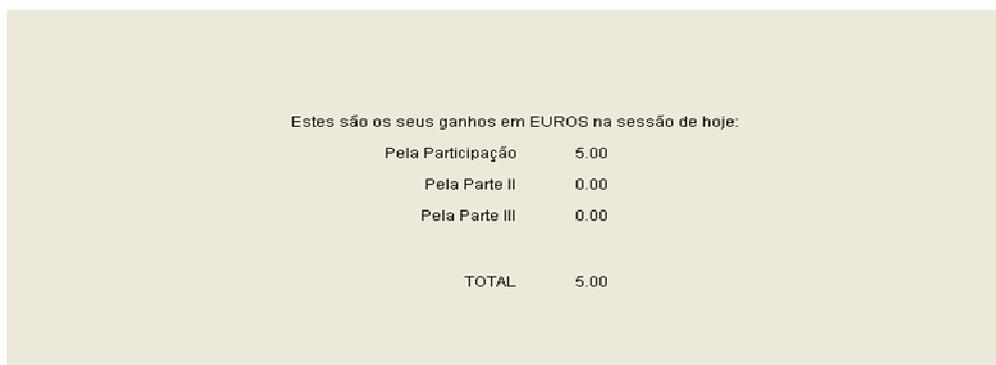 Estes são os seus ganhos em EUROS na sessão de hoje:
Pela Participação 5.00
Pela Parte II 0.00
Pela Parte III 0.00
TOTAL 5.00